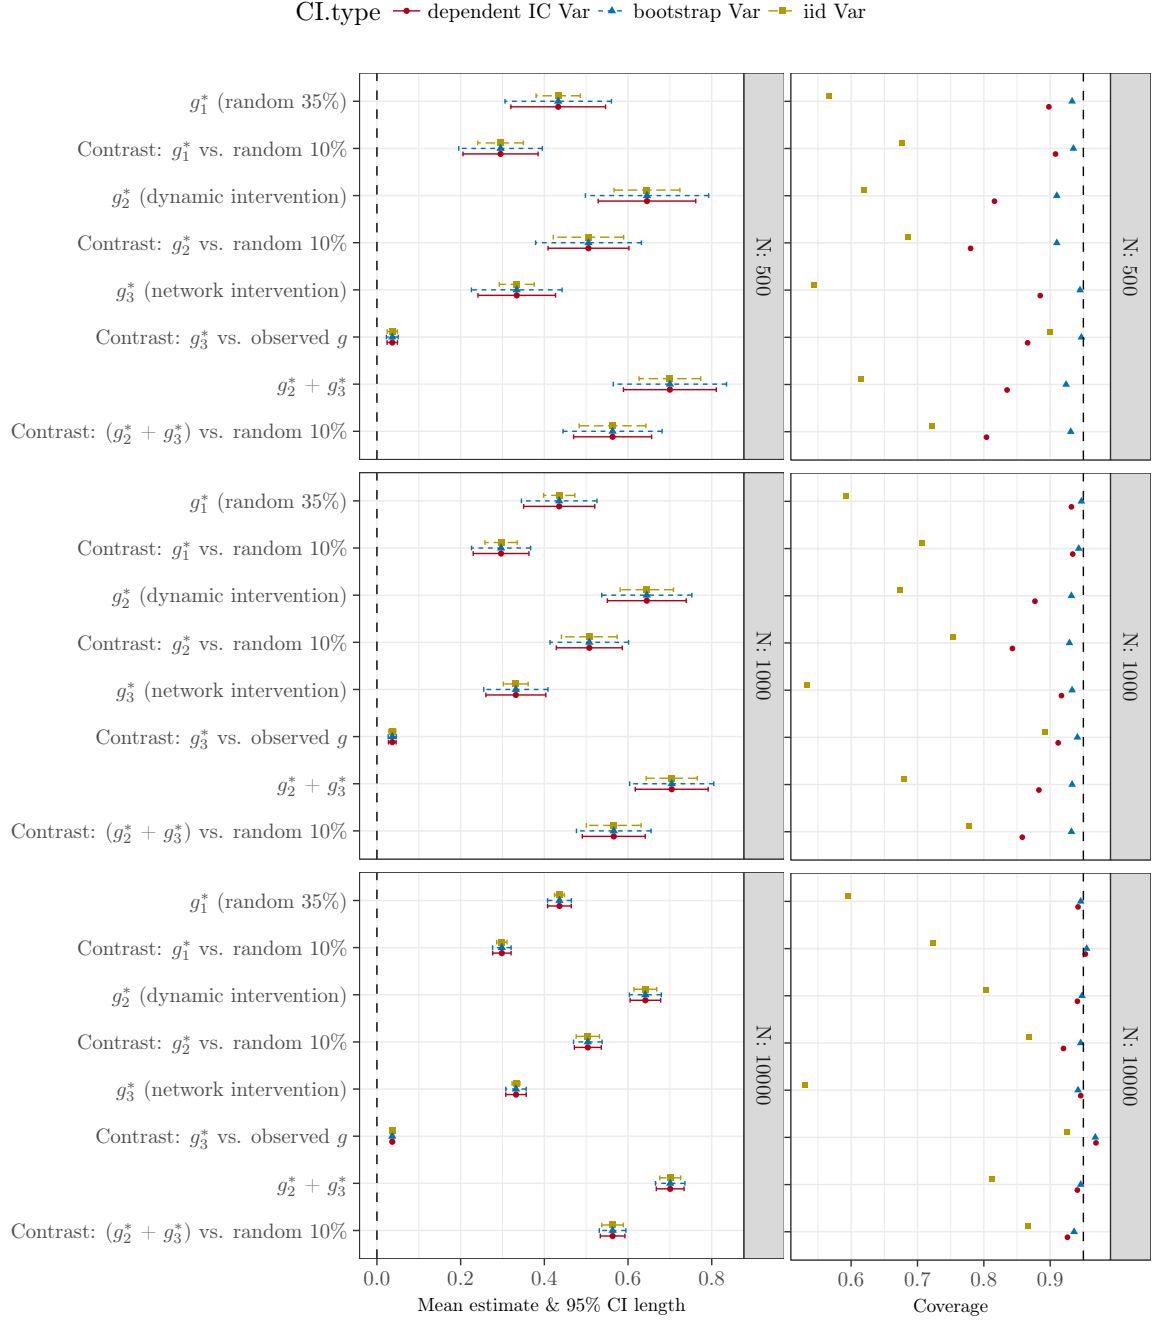 CI.type dependent IC Var bootstrap Var iid Var
g₁* (random 35%)
Contrast: g₁* vs. random 10%
g₂* (dynamic intervention)
Contrast: g₂* vs. random 10%
g₃* (network intervention)
Contrast: g₃* vs. observed g
g₂* + g₃*
Contrast: (g₂* + g₃*) vs. random 10%
N: 500
N: 500
g₁* (random 35%)
Contrast: g₁* vs. random 10%
g₂* (dynamic intervention)
Contrast: g₂* vs. random 10%
g₃* (network intervention)
Contrast: g₃* vs. observed g
g₂* + g₃*
Contrast: (g₂* + g₃*) vs. random 10%
N: 1000
N: 1000
g₁* (random 35%)
Contrast: g₁* vs. random 10%
g₂* (dynamic intervention)
Contrast: g₂* vs. random 10%
g₃* (network intervention)
Contrast: g₃* vs. observed g
g₂* + g₃*
Contrast: (g₂* + g₃*) vs. random 10%
N: 10000
N: 10000
0.0 0.2 0.4 0.6 0.8
0.6 0.7 0.8 0.9
Mean estimate & 95% CI length
Coverage